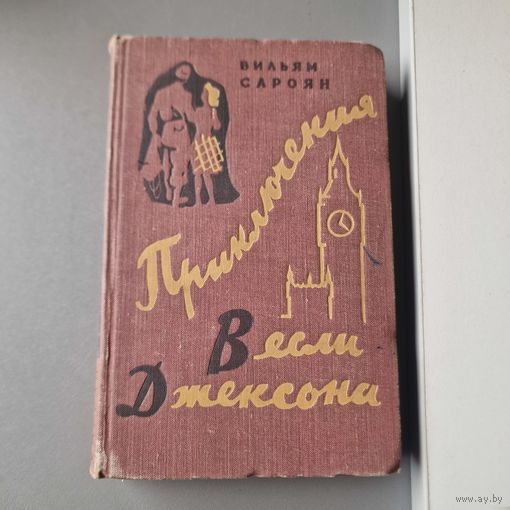 ВИЛЬЯМ
САРОЯН
Приключения
Весли
Джексона
www.ay.by